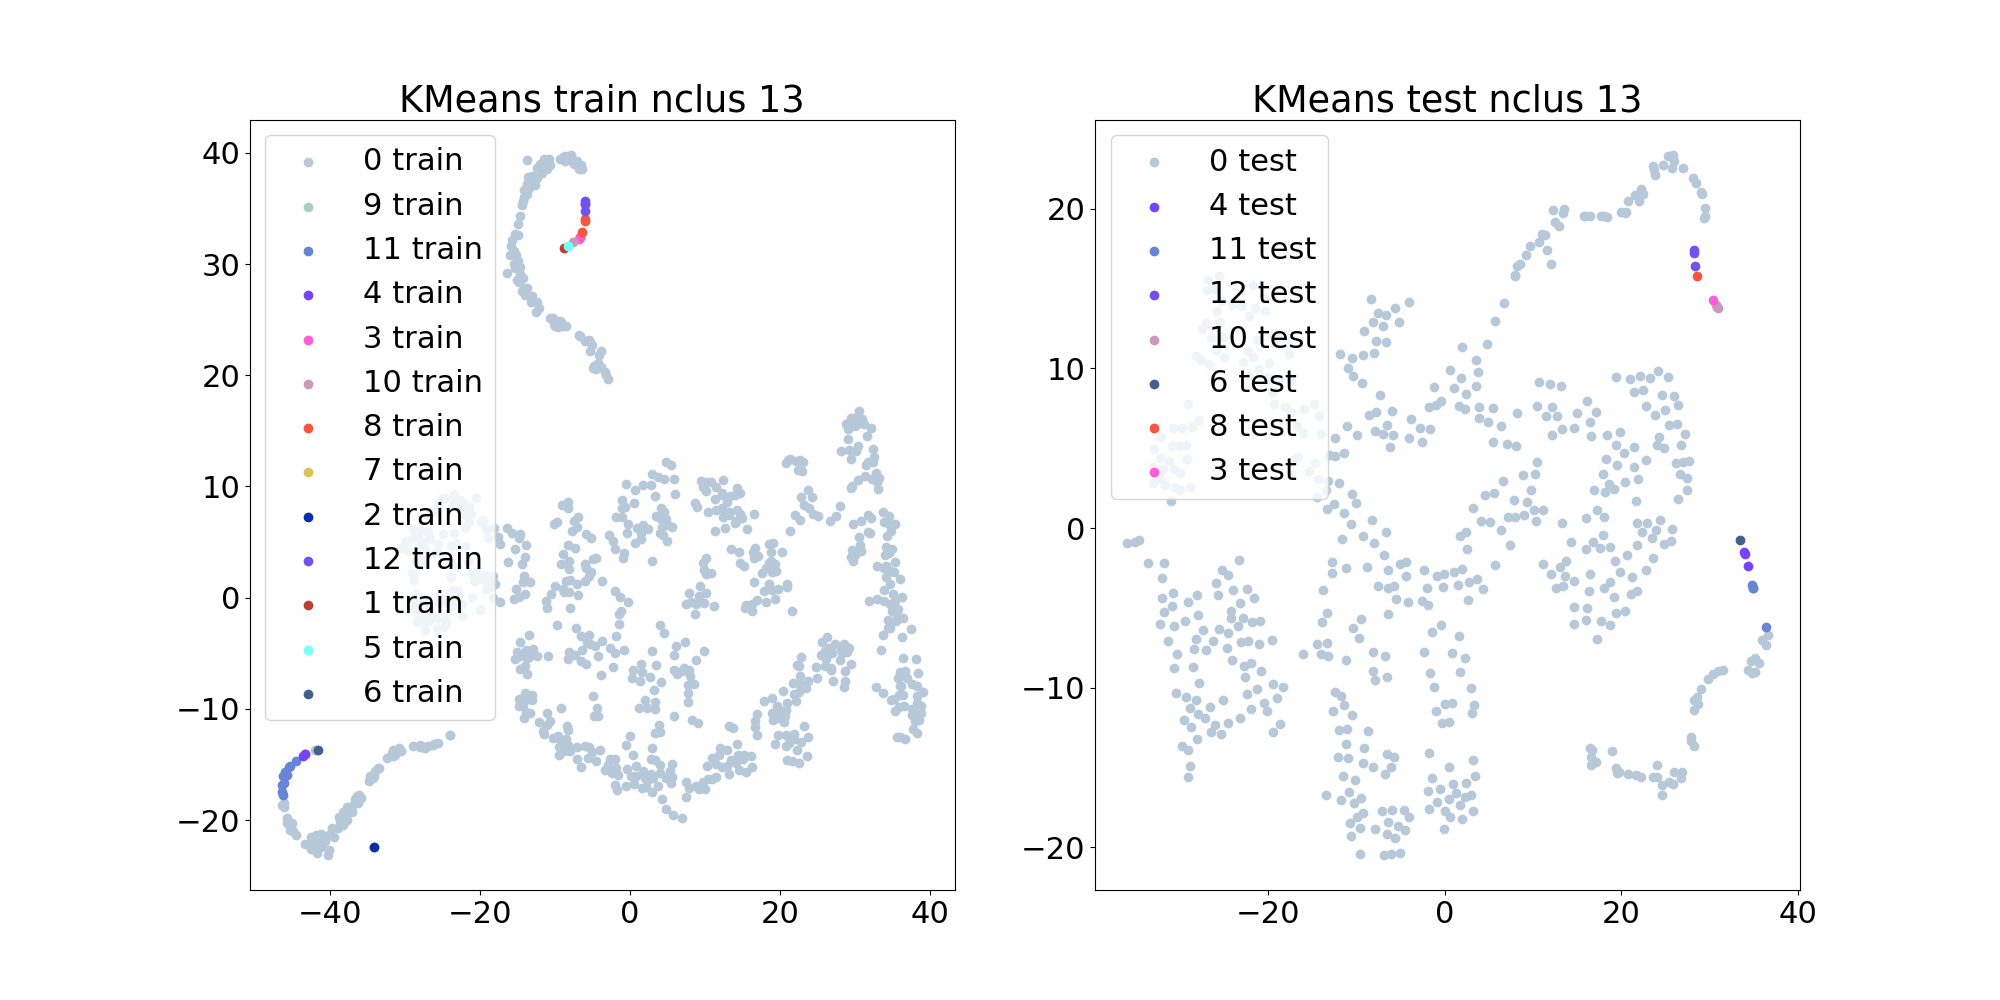 KMeans train nclus 13
40
30
20
10
0
−10
−20
−40
−20
0
20
40
0 train
9 train
11 train
4 train
3 train
10 train
8 train
7 train
2 train
12 train
1 train
5 train
6 train
KMeans test nclus 13
20
10
0
−10
−20
−20
0
20
40
0 test
4 test
11 test
12 test
10 test
6 test
8 test
3 test